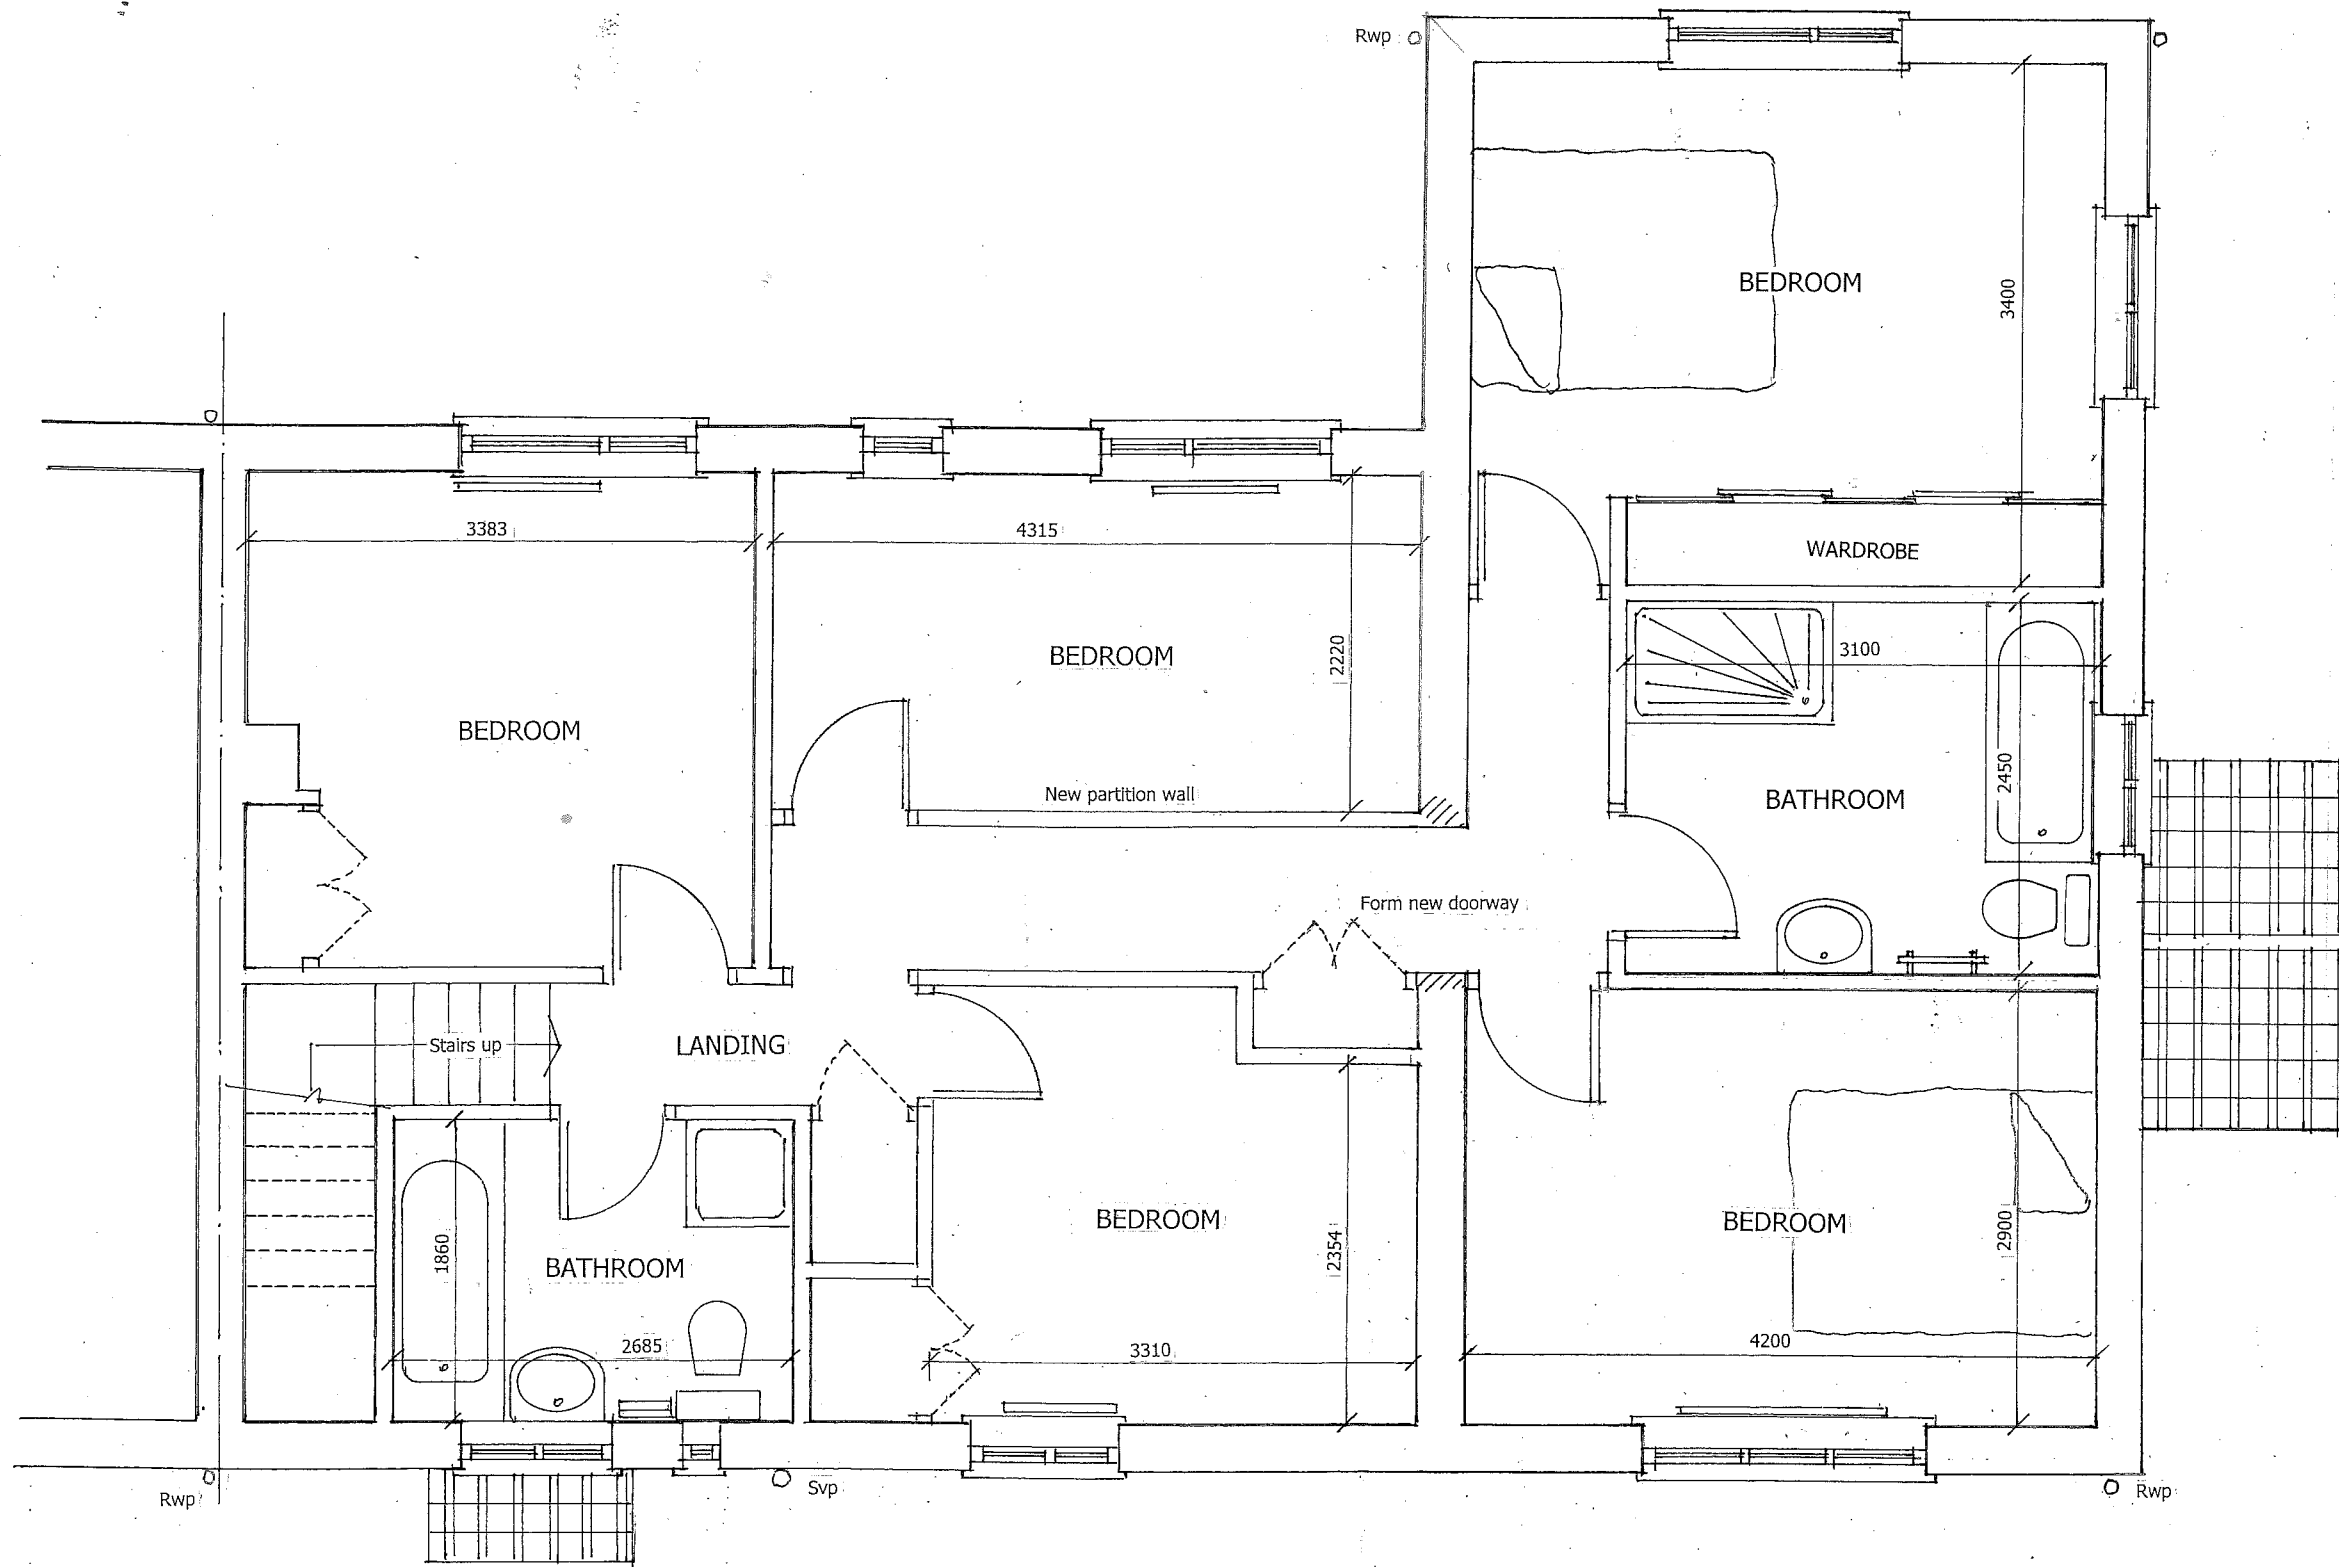 Rwp
BEDROOM
3400
3383
4315
WARDROBE
BEDROOM
2220
3100
BEDROOM
New partition wall
2450
BATHROOM
Form new doorway
Stairs up
LANDING
1860
BATHROOM
BEDROOM
2354
BEDROOM
2900
2685
3310
4200
Rwp
Svp
Rwp